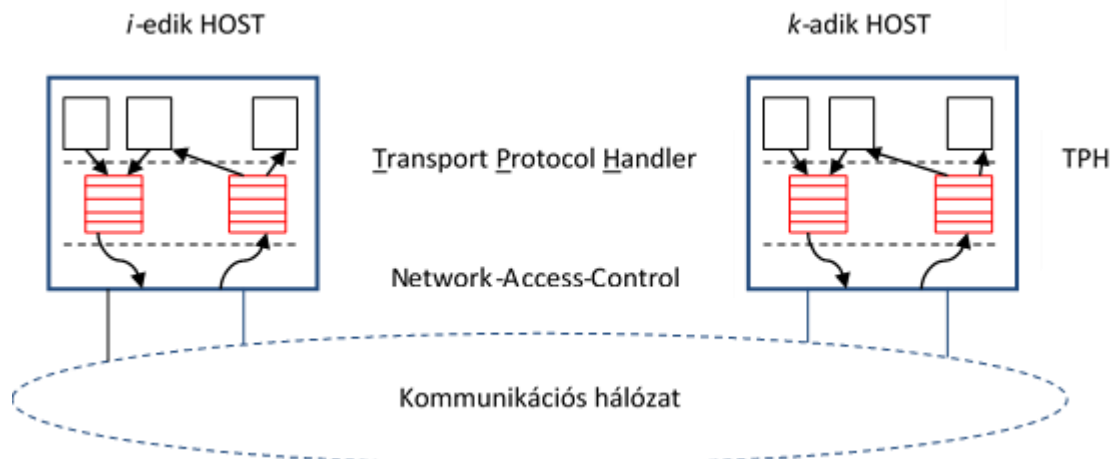 i-edik HOST
k-adik HOST
Transport Protocol Handler
TPH
Network-Access-Control
Kommunikációs hálózat